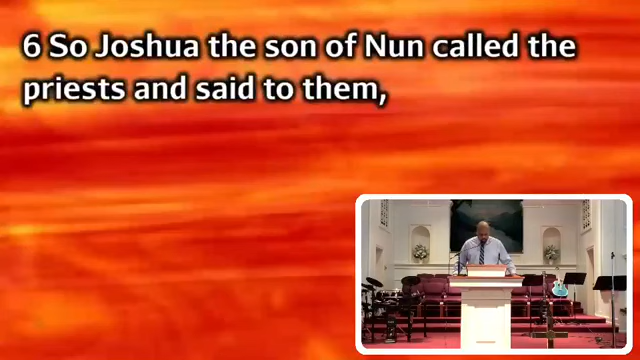 6 So Joshua the son of Nun called the
priests and said to them,